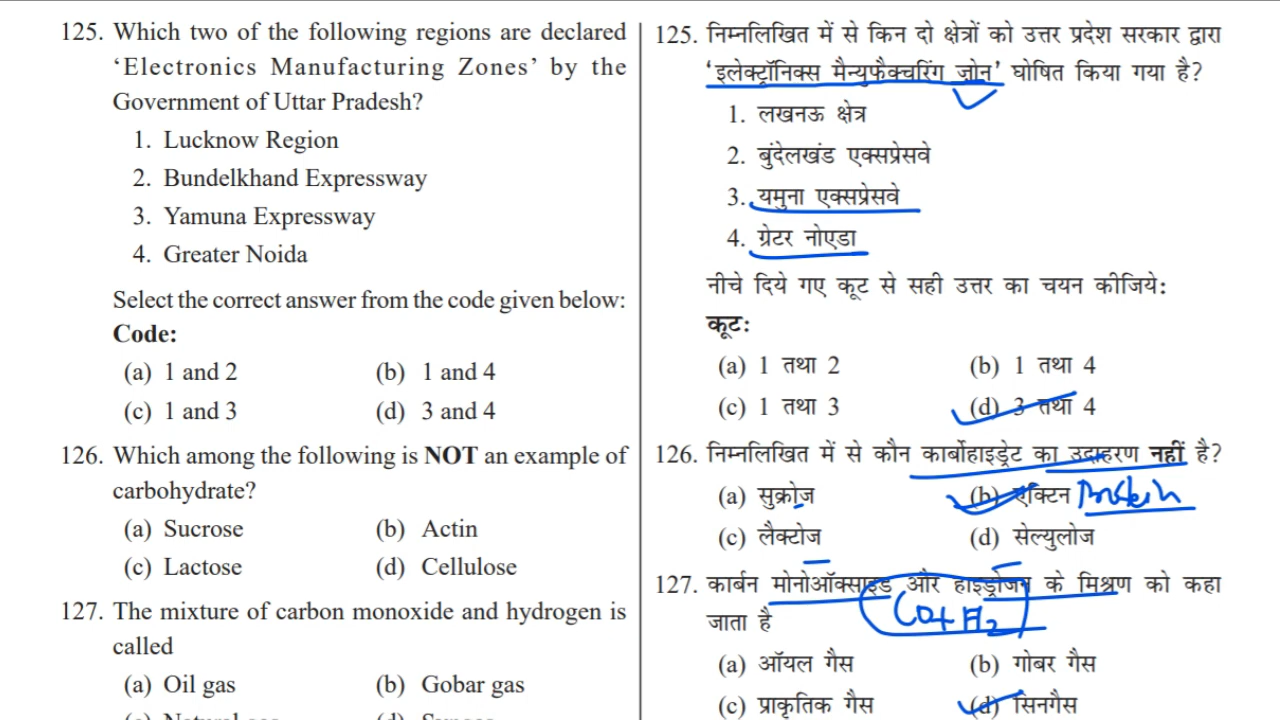 125. Which two of the following regions are declared
‘Electronics Manufacturing Zones’ by the
Government of Uttar Pradesh?
1. Lucknow Region
2. Bundelkhand Expressway
3. Yamuna Expressway
4. Greater Noida
Select the correct answer from the code given below:
Code:
(a) 1 and 2 (b) 1 and 4
(c) 1 and 3 (d) 3 and 4
126. Which among the following is NOT an example of
carbohydrate?
(a) Sucrose (b) Actin
(c) Lactose (d) Cellulose
127. The mixture of carbon monoxide and hydrogen is
called
(a) Oil gas (b) Gobar gas
125. निम्नलिखित में से किन दो क्षेत्रों को उत्तर प्रदेश सरकार द्वारा
‘इलेक्ट्रॉनिक्स मैन्युफैक्चरिंग ज़ोन’ घोषित किया गया है?
1. लखनऊ क्षेत्र
2. बुंदेलखंड एक्सप्रेसवे
3. यमुना एक्सप्रेसवे
4. ग्रेटर नोएडा
नीचे दिये गए कूट से सही उत्तर का चयन कीजिये:
कूट:
(a) 1 तथा 2 (b) 1 तथा 4
(c) 1 तथा 3 (d) 3 तथा 4
126. निम्नलिखित में से कौन कार्बोहाइड्रेट का उदाहरण नहीं है?
(a) सुक्रोज (b) एक्टिन Protein
(c) लैक्टोज (d) सेल्युलोज
127. कार्बन मोनोऑक्साइड और हाइड्रोजन के मिश्रण को कहा
जाता है CO+H2
(a) ऑयल गैस (b) गोबर गैस
(c) प्राकृतिक गैस (d) सिनगैस